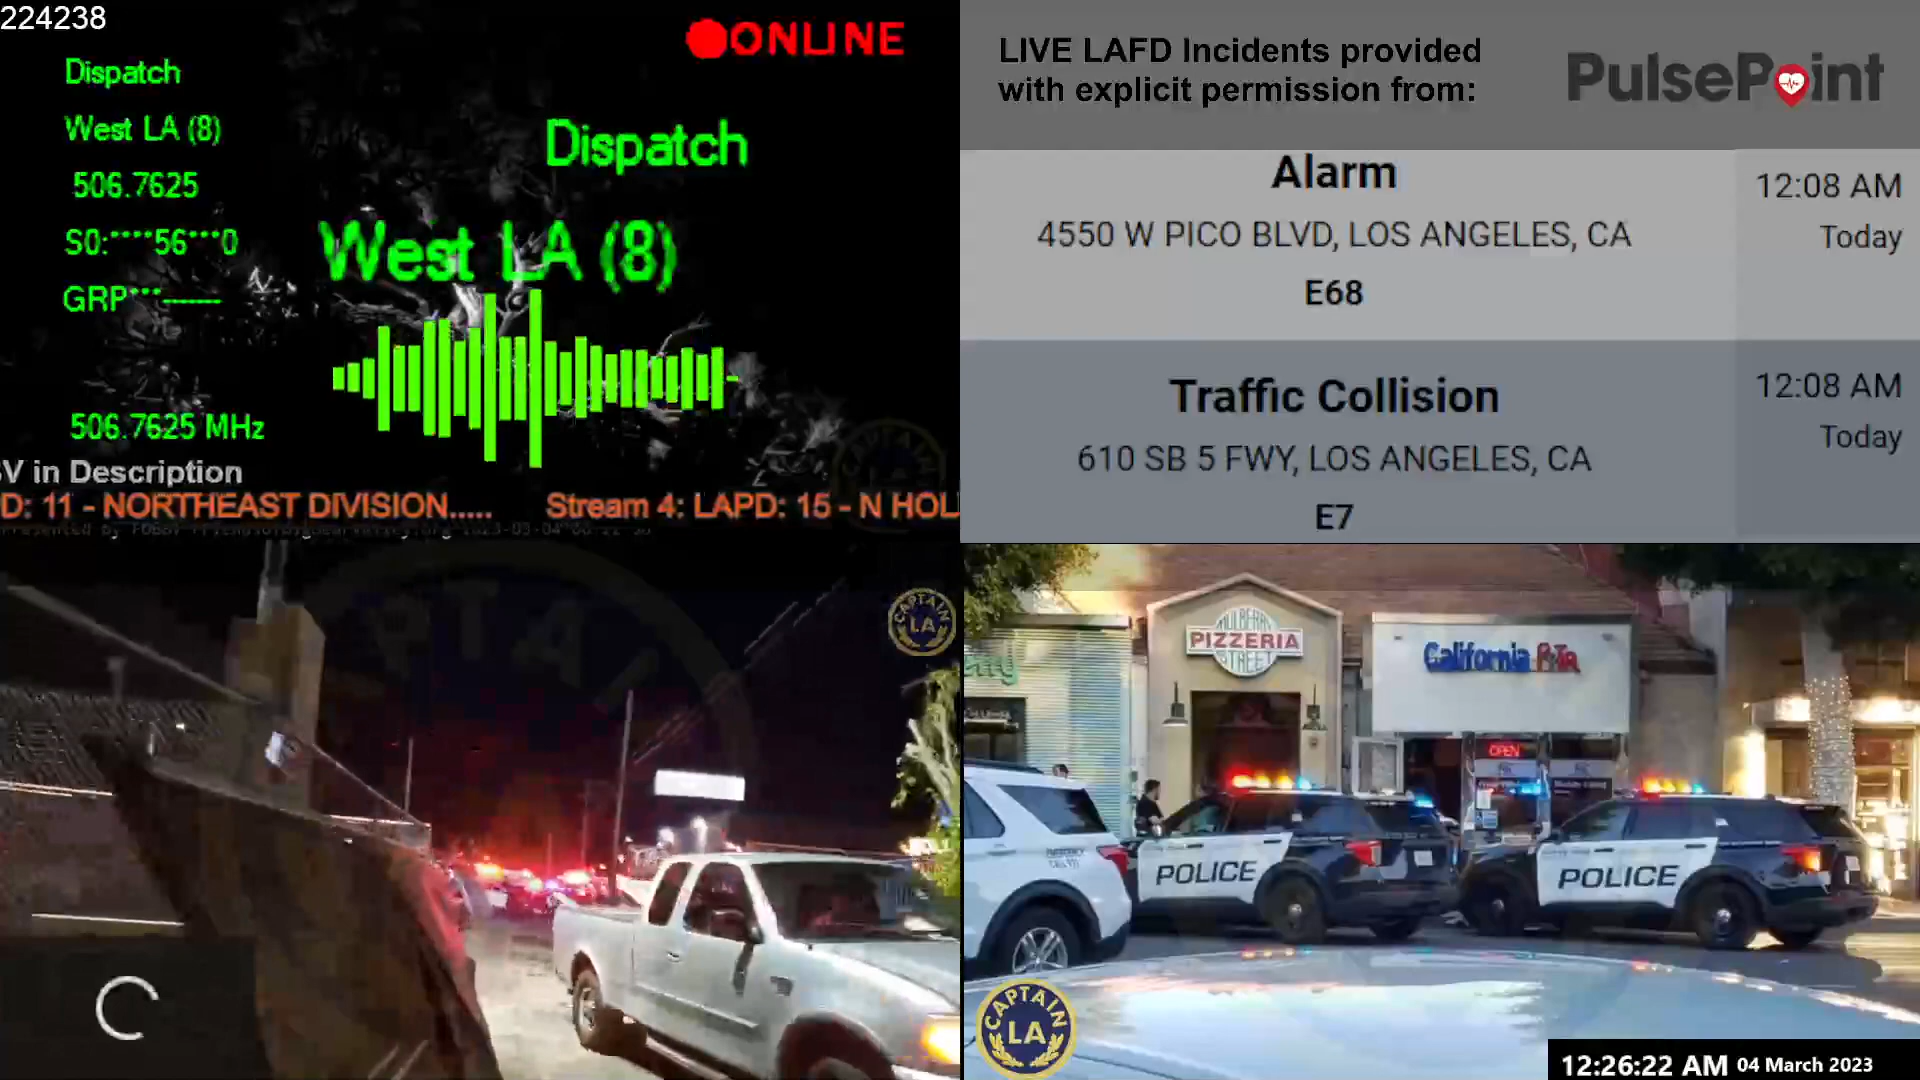 224238
ONLINE
Dispatch
West LA (8)
506.7625
S0:****56***0
GRP***-------
506.7625 MHz
Dispatch
West LA (8)
V in Description
D: 11 - NORTHEAST DIVISION..... Stream 4: LAPD: 15 - N HOL
LIVE LAFD Incidents provided
with explicit permission from:
PulsePoint
Alarm
4550 W PICO BLVD, LOS ANGELES, CA
E68
12:08 AM
Today
Traffic Collision
610 SB 5 FWY, LOS ANGELES, CA
E7
12:08 AM
Today
CAPTAIN
LA
MULBERRY
PIZZERIA
STREET
California
OPEN
POLICE
POLICE
CAPTAIN
LA
12:26:22 AM 04 March 2023